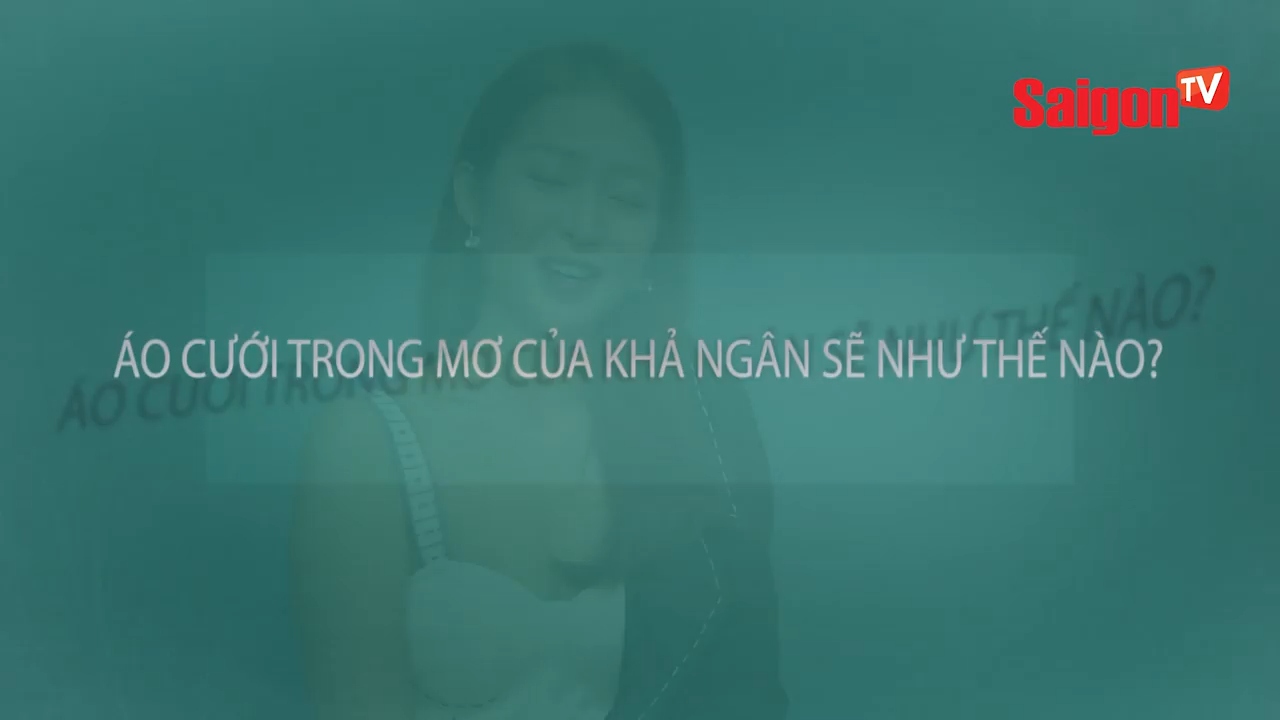 Saigon TV
ÁO CƯỚI TRONG MƠ CỦA KHẢ NGÂN SẼ NHƯ THẾ NÀO?